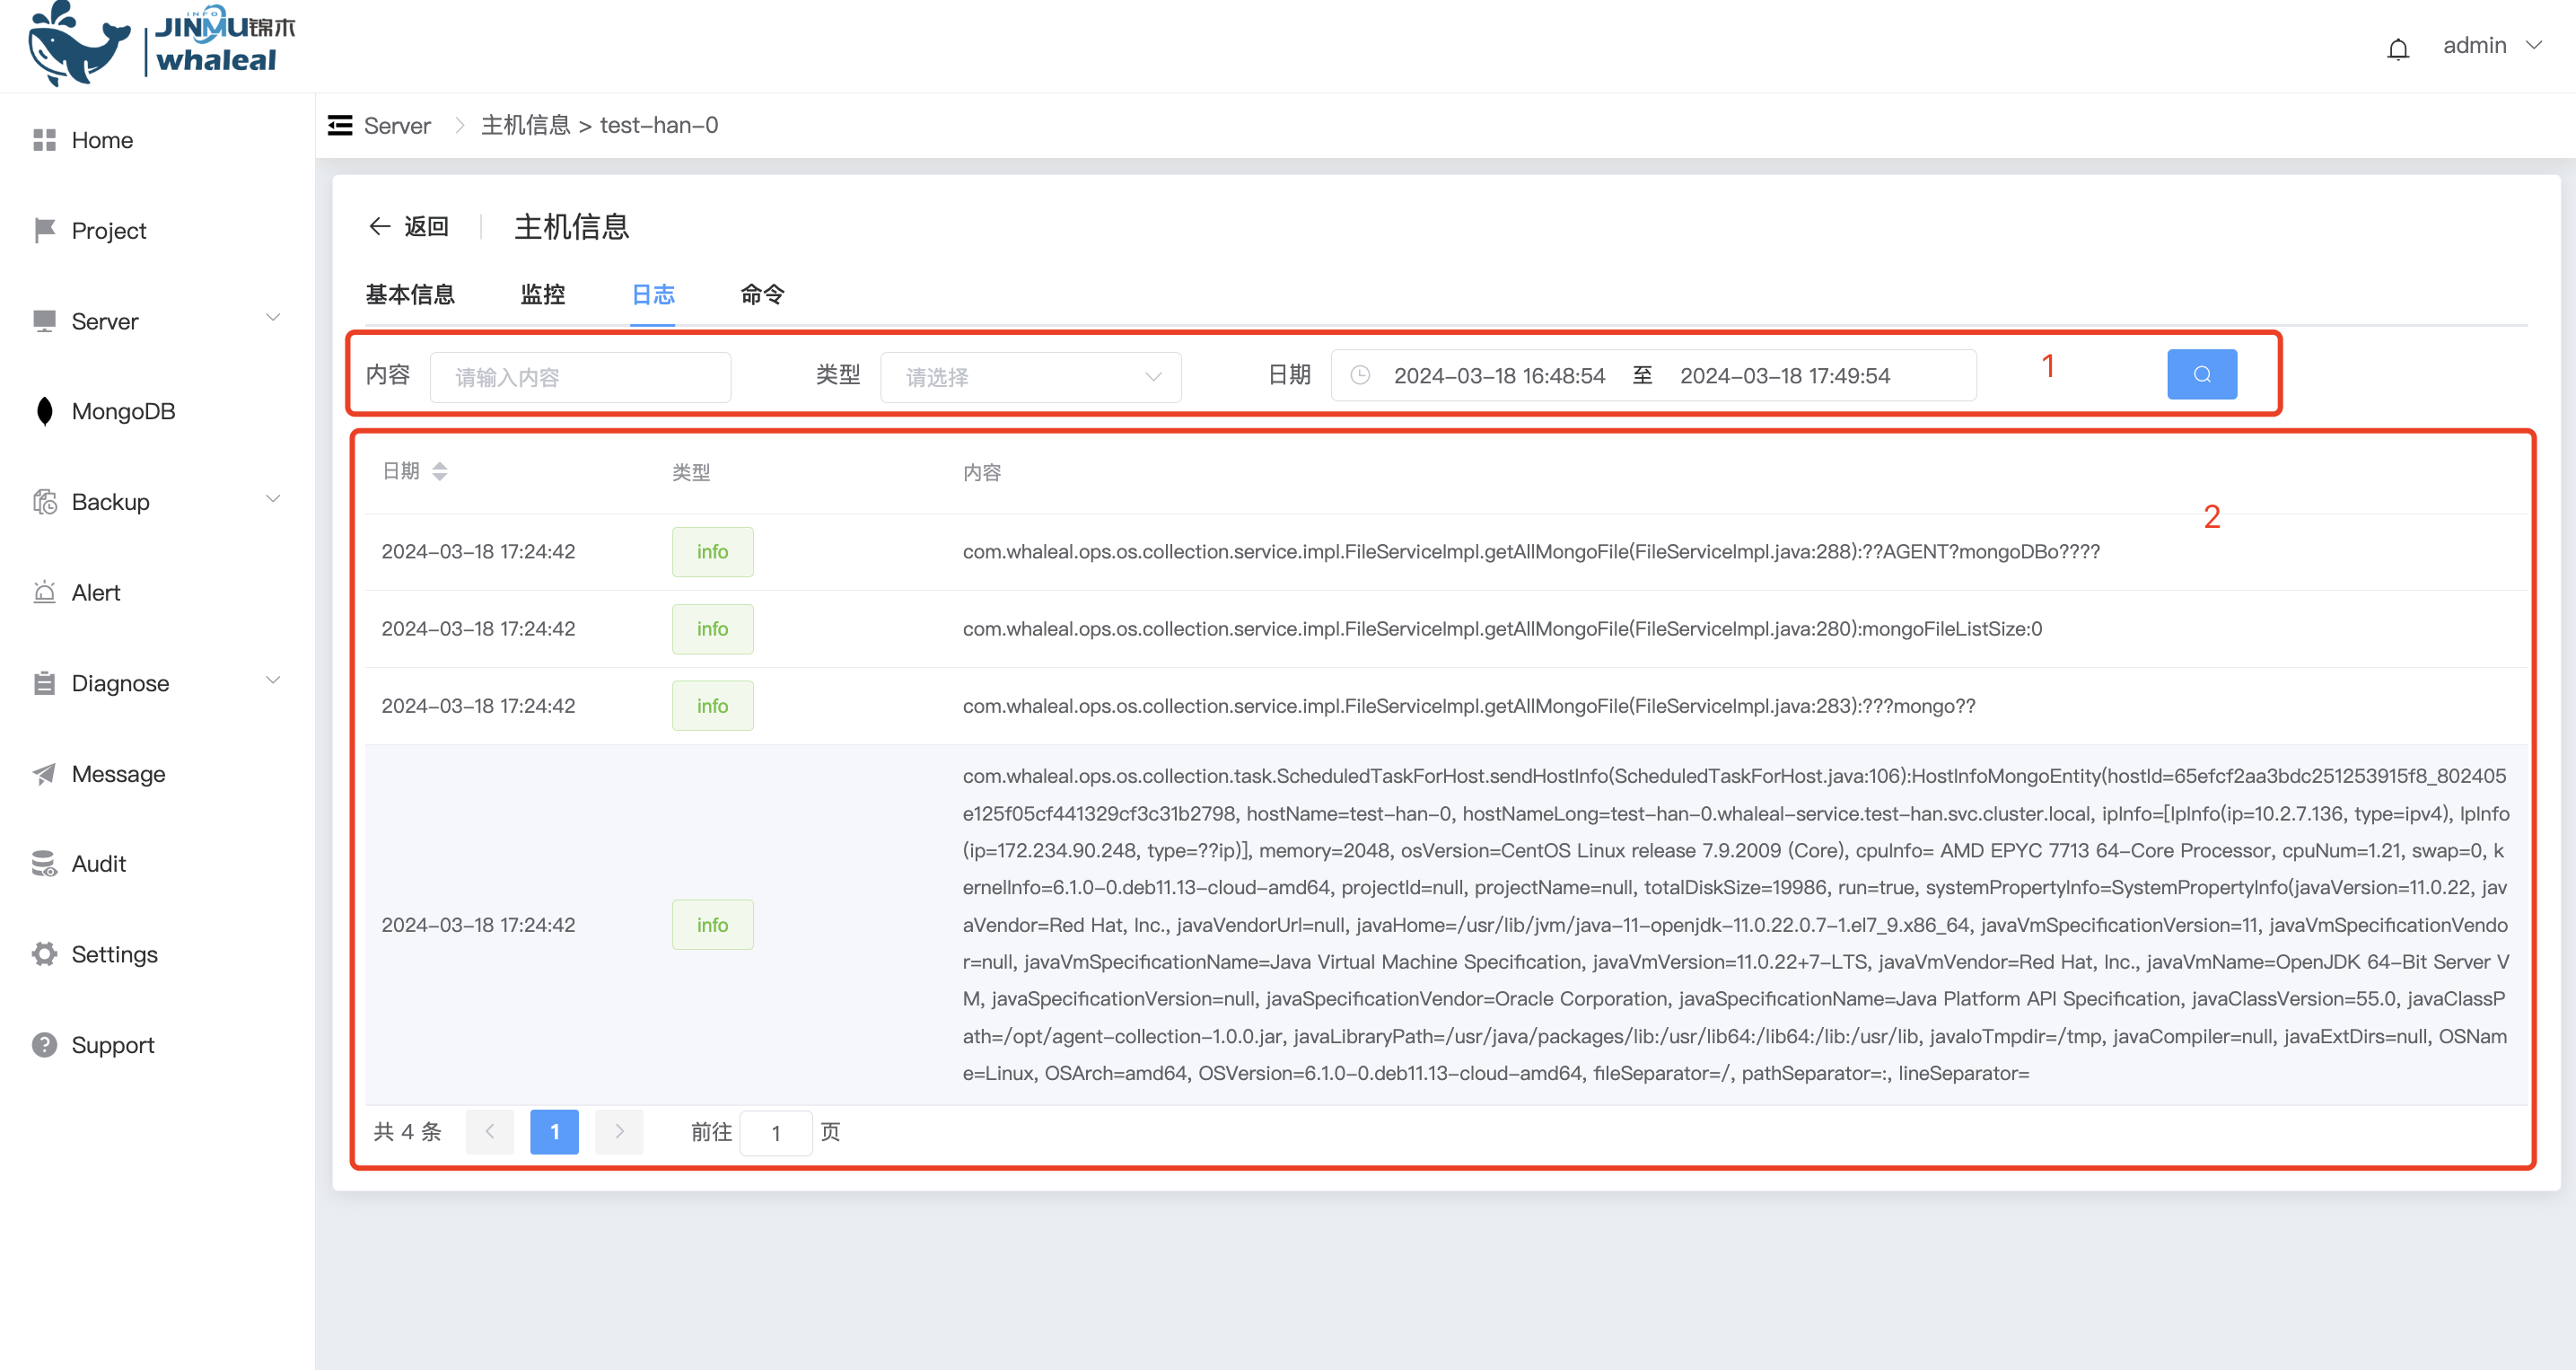 INFO
JINMU锦木
whaleal
admin
Home
Project
Server
MongoDB
Backup
Alert
Diagnose
Message
Audit
Settings
Support
Server > 主机信息 > test-han-0
返回 主机信息
基本信息 监控 日志 命令
内容 请输入内容 类型 请选择 日期 2024-03-18 16:48:54 至 2024-03-18 17:49:54 1
日期 类型 内容
2
2024-03-18 17:24:42 info com.whaleal.ops.os.collection.service.impl.FileServiceImpl.getAllMongoFile(FileServiceImpl.java:288):??AGENT?mongoDBo????
2024-03-18 17:24:42 info com.whaleal.ops.os.collection.service.impl.FileServiceImpl.getAllMongoFile(FileServiceImpl.java:280):mongoFileListSize:0
2024-03-18 17:24:42 info com.whaleal.ops.os.collection.service.impl.FileServiceImpl.getAllMongoFile(FileServiceImpl.java:283):???mongo??
com.whaleal.ops.os.collection.task.ScheduledTaskForHost.sendHostInfo(ScheduledTaskForHost.java:106):HostInfoMongoEntity(hostId=65efcf2aa3bdc251253915f8_802405
e125f05cf441329cf3c31b2798, hostName=test-han-0, hostNameLong=test-han-0.whaleal-service.test-han.svc.cluster.local, ipInfo=[IpInfo(ip=10.2.7.136, type=ipv4), IpInfo
(ip=172.234.90.248, type=??ip)], memory=2048, osVersion=CentOS Linux release 7.9.2009 (Core), cpuInfo= AMD EPYC 7713 64-Core Processor, cpuNum=1.21, swap=0, k
ernelInfo=6.1.0-0.deb11.13-cloud-amd64, projectId=null, projectName=null, totalDiskSize=19986, run=true, systemPropertyInfo=SystemPropertyInfo(javaVersion=11.0.22, jav
2024-03-18 17:24:42 info aVendor=Red Hat, Inc., javaVendorUrl=null, javaHome=/usr/lib/jvm/java-11-openjdk-11.0.22.0.7-1.el7_9.x86_64, javaVmSpecificationVersion=11, javaVmSpecificationVendo
r=null, javaVmSpecificationName=Java Virtual Machine Specification, javaVmVersion=11.0.22+7-LTS, javaVmVendor=Red Hat, Inc., javaVmName=OpenJDK 64-Bit Server V
M, javaSpecificationVersion=null, javaSpecificationVendor=Oracle Corporation, javaSpecificationName=Java Platform API Specification, javaClassVersion=55.0, javaClassP
ath=/opt/agent-collection-1.0.0.jar, javaLibraryPath=/usr/java/packages/lib:/usr/lib64:/lib64:/lib:/usr/lib, javaIoTmpdir=/tmp, javaCompiler=null, javaExtDirs=null, OSNam
e=Linux, OSArch=amd64, OSVersion=6.1.0-0.deb11.13-cloud-amd64, fileSeparator=/, pathSeparator=:, lineSeparator=
共 4 条 1 前往 1 页